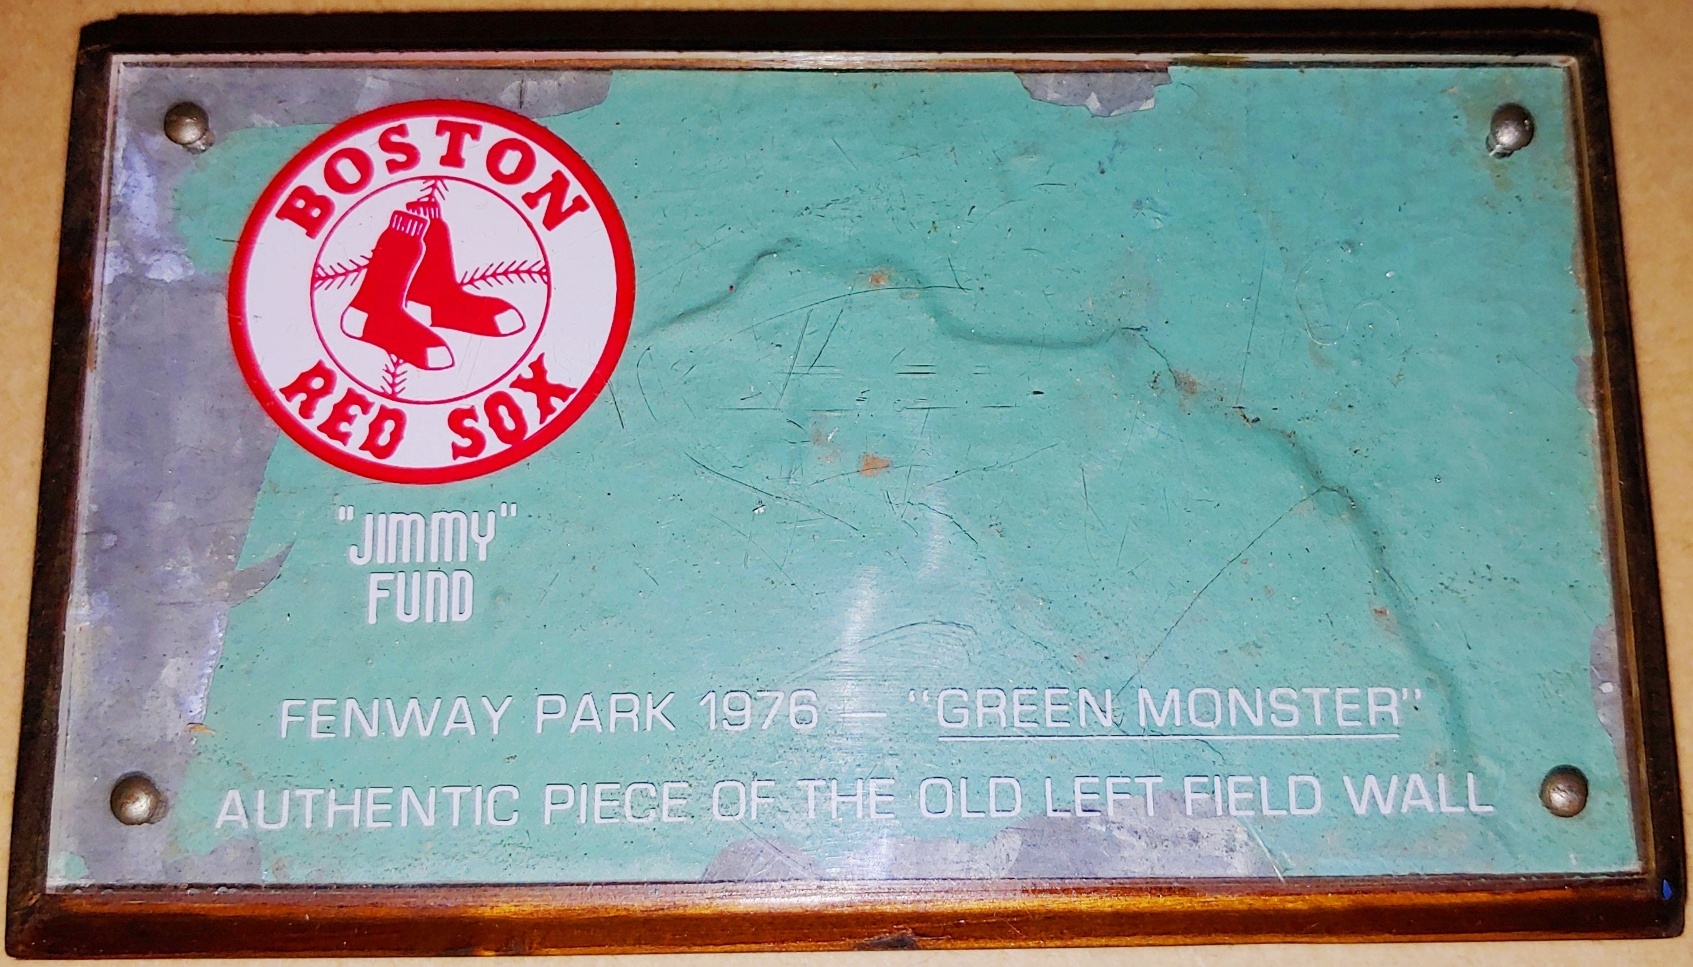 BOSTON
RED SOX
"JIMMY"
FUND
FENWAY PARK 1976 — "GREEN MONSTER"
AUTHENTIC PIECE OF THE OLD LEFT FIELD WALL